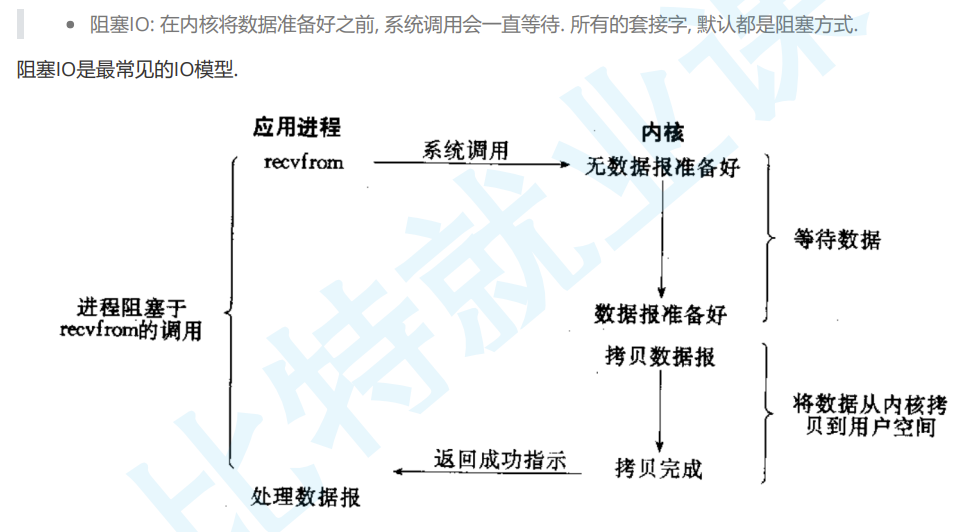 阻塞IO: 在内核将数据准备好之前, 系统调用会一直等待. 所有的套接字, 默认都是阻塞方式.
阻塞IO是最常见的IO模型.
应用进程
内核
recvfrom
系统调用
无数据报准备好
等待数据
进程阻塞于
recvfrom的调用
数据报准备好
拷贝数据报
将数据从内核拷
贝到用户空间
返回成功指示
拷贝完成
处理数据报
比特就业课